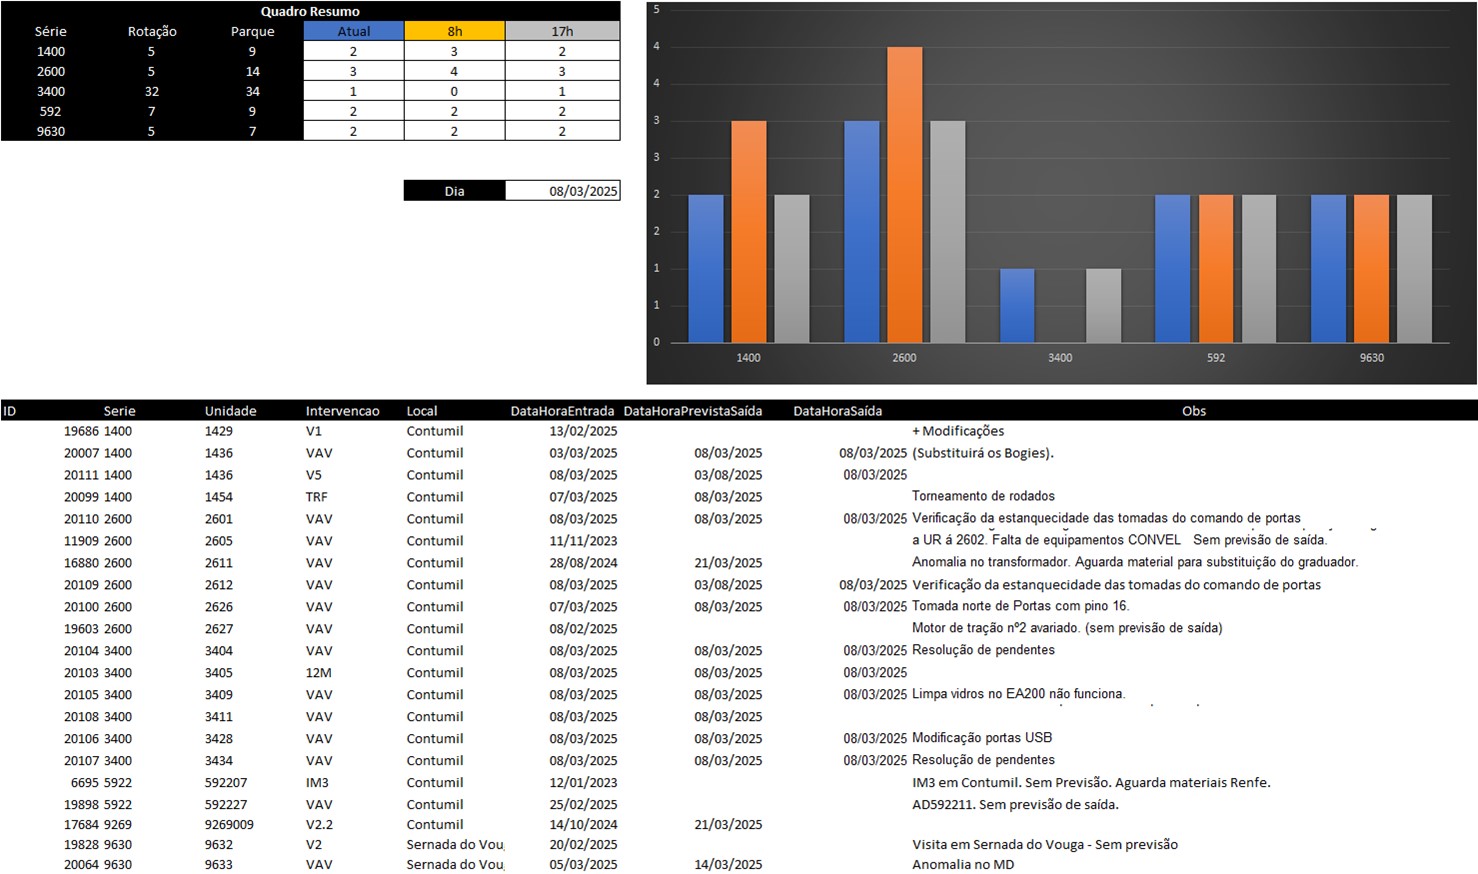 Quadro Resumo
Série Rotação Parque Atual 8h 17h
1400 5 9 2 3 2
2600 5 14 3 4 3
3400 32 34 1 0 1
592 7 9 2 2 2
9630 5 7 2 2 2
Dia 08/03/2025
5
4
4
3
3
2
2
1
1
0
1400 2600 3400 592 9630
ID Serie Unidade Intervencao Local DataHoraEntrada DataHoraPrevistaSaída DataHoraSaída Obs
19686 1400 1429 V1 Contumil 13/02/2025 + Modificações
20007 1400 1436 VAV Contumil 03/03/2025 08/03/2025 08/03/2025 (Substituirá os Bogies).
20111 1400 1436 V5 Contumil 08/03/2025 03/08/2025 08/03/2025
20099 1400 1454 TRF Contumil 07/03/2025 08/03/2025 Torneamento de rodados
20110 2600 2601 VAV Contumil 08/03/2025 08/03/2025 08/03/2025 Verificação da estanquecidade das tomadas do comando de portas
11909 2600 2605 VAV Contumil 11/11/2023 a UR á 2602. Falta de equipamentos CONVEL Sem previsão de saída.
16880 2600 2611 VAV Contumil 28/08/2024 21/03/2025 Anomalia no transformador. Aguarda material para substituição do graduador.
20109 2600 2612 VAV Contumil 08/03/2025 03/08/2025 08/03/2025 Verificação da estanquecidade das tomadas do comando de portas
20100 2600 2626 VAV Contumil 07/03/2025 08/03/2025 08/03/2025 Tomada norte de Portas com pino 16.
19603 2600 2627 VAV Contumil 08/02/2025 Motor de tração nº2 avariado. (sem previsão de saída)
20104 3400 3404 VAV Contumil 08/03/2025 08/03/2025 08/03/2025 Resolução de pendentes
20103 3400 3405 12M Contumil 08/03/2025 08/03/2025 08/03/2025
20105 3400 3409 VAV Contumil 08/03/2025 08/03/2025 08/03/2025 Limpa vidros no EA200 não funciona.
20108 3400 3411 VAV Contumil 08/03/2025 08/03/2025
20106 3400 3428 VAV Contumil 08/03/2025 08/03/2025 08/03/2025 Modificação portas USB
20107 3400 3434 VAV Contumil 08/03/2025 08/03/2025 08/03/2025 Resolução de pendentes
6695 5922 592207 IM3 Contumil 12/01/2023 IM3 em Contumil. Sem Previsão. Aguarda materiais Renfe.
19898 5922 592227 VAV Contumil 25/02/2025 AD592211. Sem previsão de saída.
17684 9269 9269009 V2.2 Contumil 14/10/2024 21/03/2025
19828 9630 9632 V2 Sernada do Voug 20/02/2025 Visita em Sernada do Vouga - Sem previsão
20064 9630 9633 VAV Sernada do Voug 05/03/2025 14/03/2025 Anomalia no MD